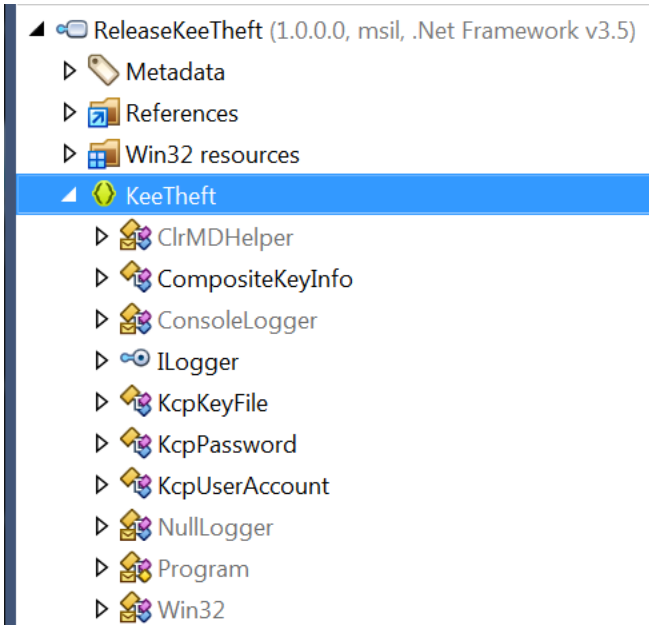 ReleaseKeeTheft (1.0.0.0, msil, .Net Framework v3.5)
Metadata
References
Win32 resources
KeeTheft
ClrMDHelper
CompositeKeyInfo
ConsoleLogger
ILogger
KcpKeyFile
KcpPassword
KcpUserAccount
NullLogger
Program
Win32